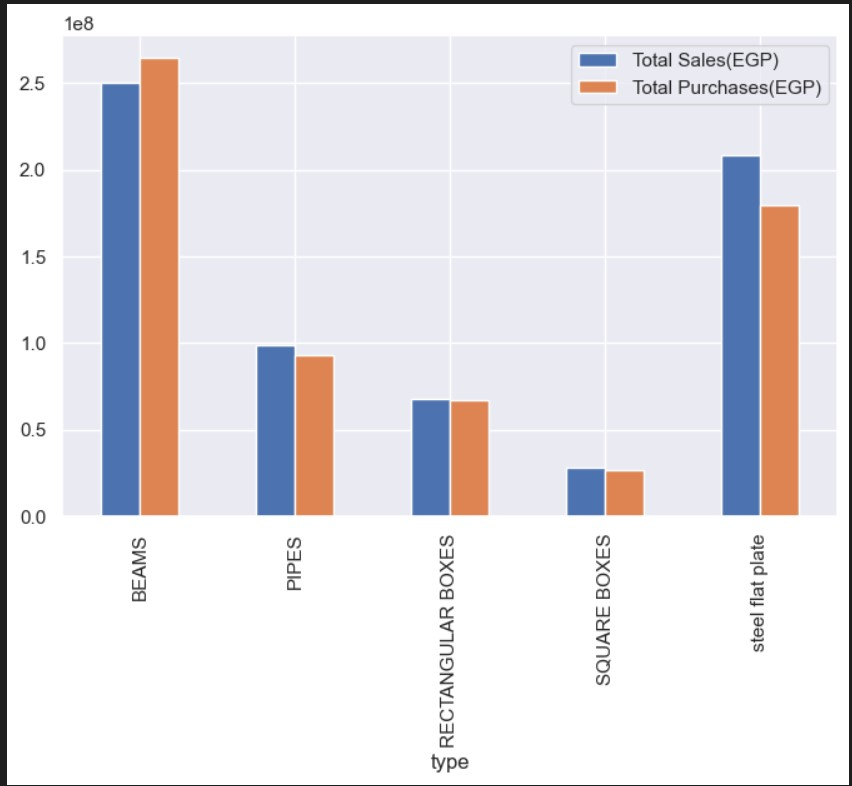 1e8
Total Sales(EGP)
Total Purchases(EGP)
2.5
2.0
1.5
1.0
0.5
0.0
BEAMS
PIPES
RECTANGULAR BOXES
SQUARE BOXES
steel flat plate
type